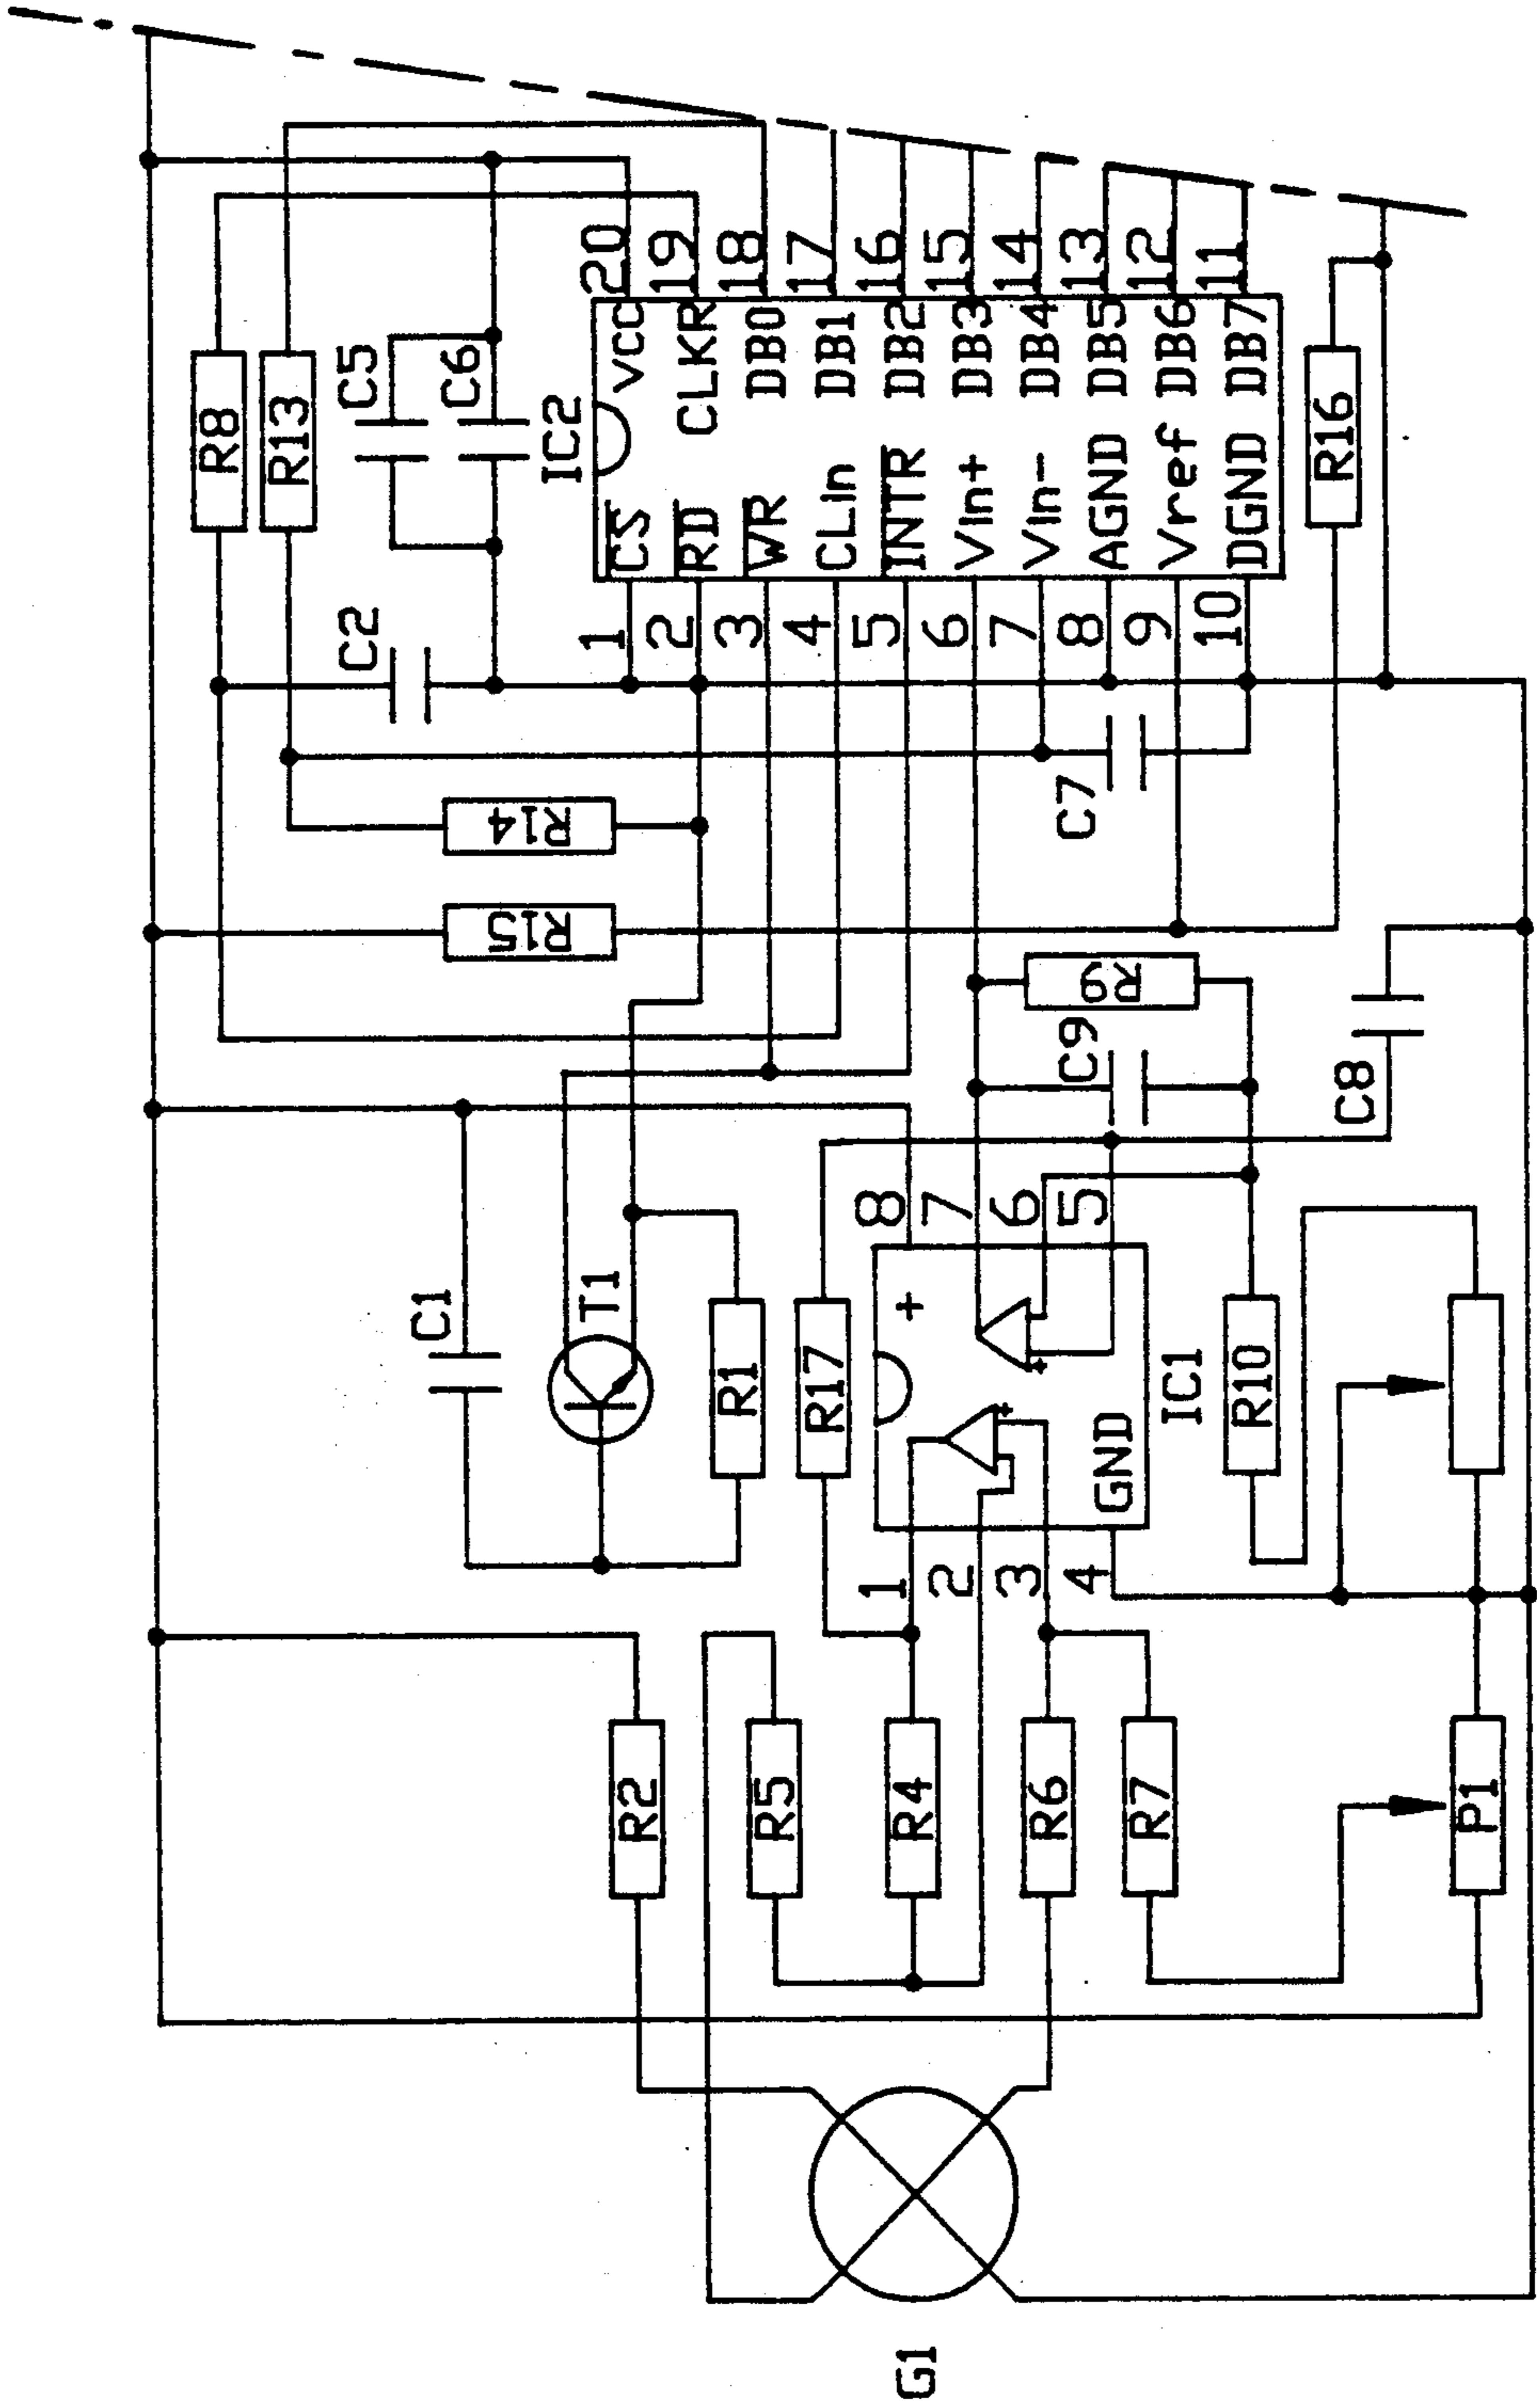 R8
R13
C5
C6
IC2
C2
R14
R15
20
19
18
17
16
15
14
13
12
11
VCC
CLKR
DB0
DB1
DB2
DB3
DB4
DB5
DB6
DB7
CS
RD
WR
CLin
INTR
Vin+
Vin-
AGND
Vref
DGND
1
2
3
4
5
6
7
8
9
10
R16
C7
R9
C9
C8
C1
T1
R1
R17
8
7
6
5
+
+
+
GND
IC1
R10
1
2
3
4
R2
R5
R4
R6
R7
P1
G1